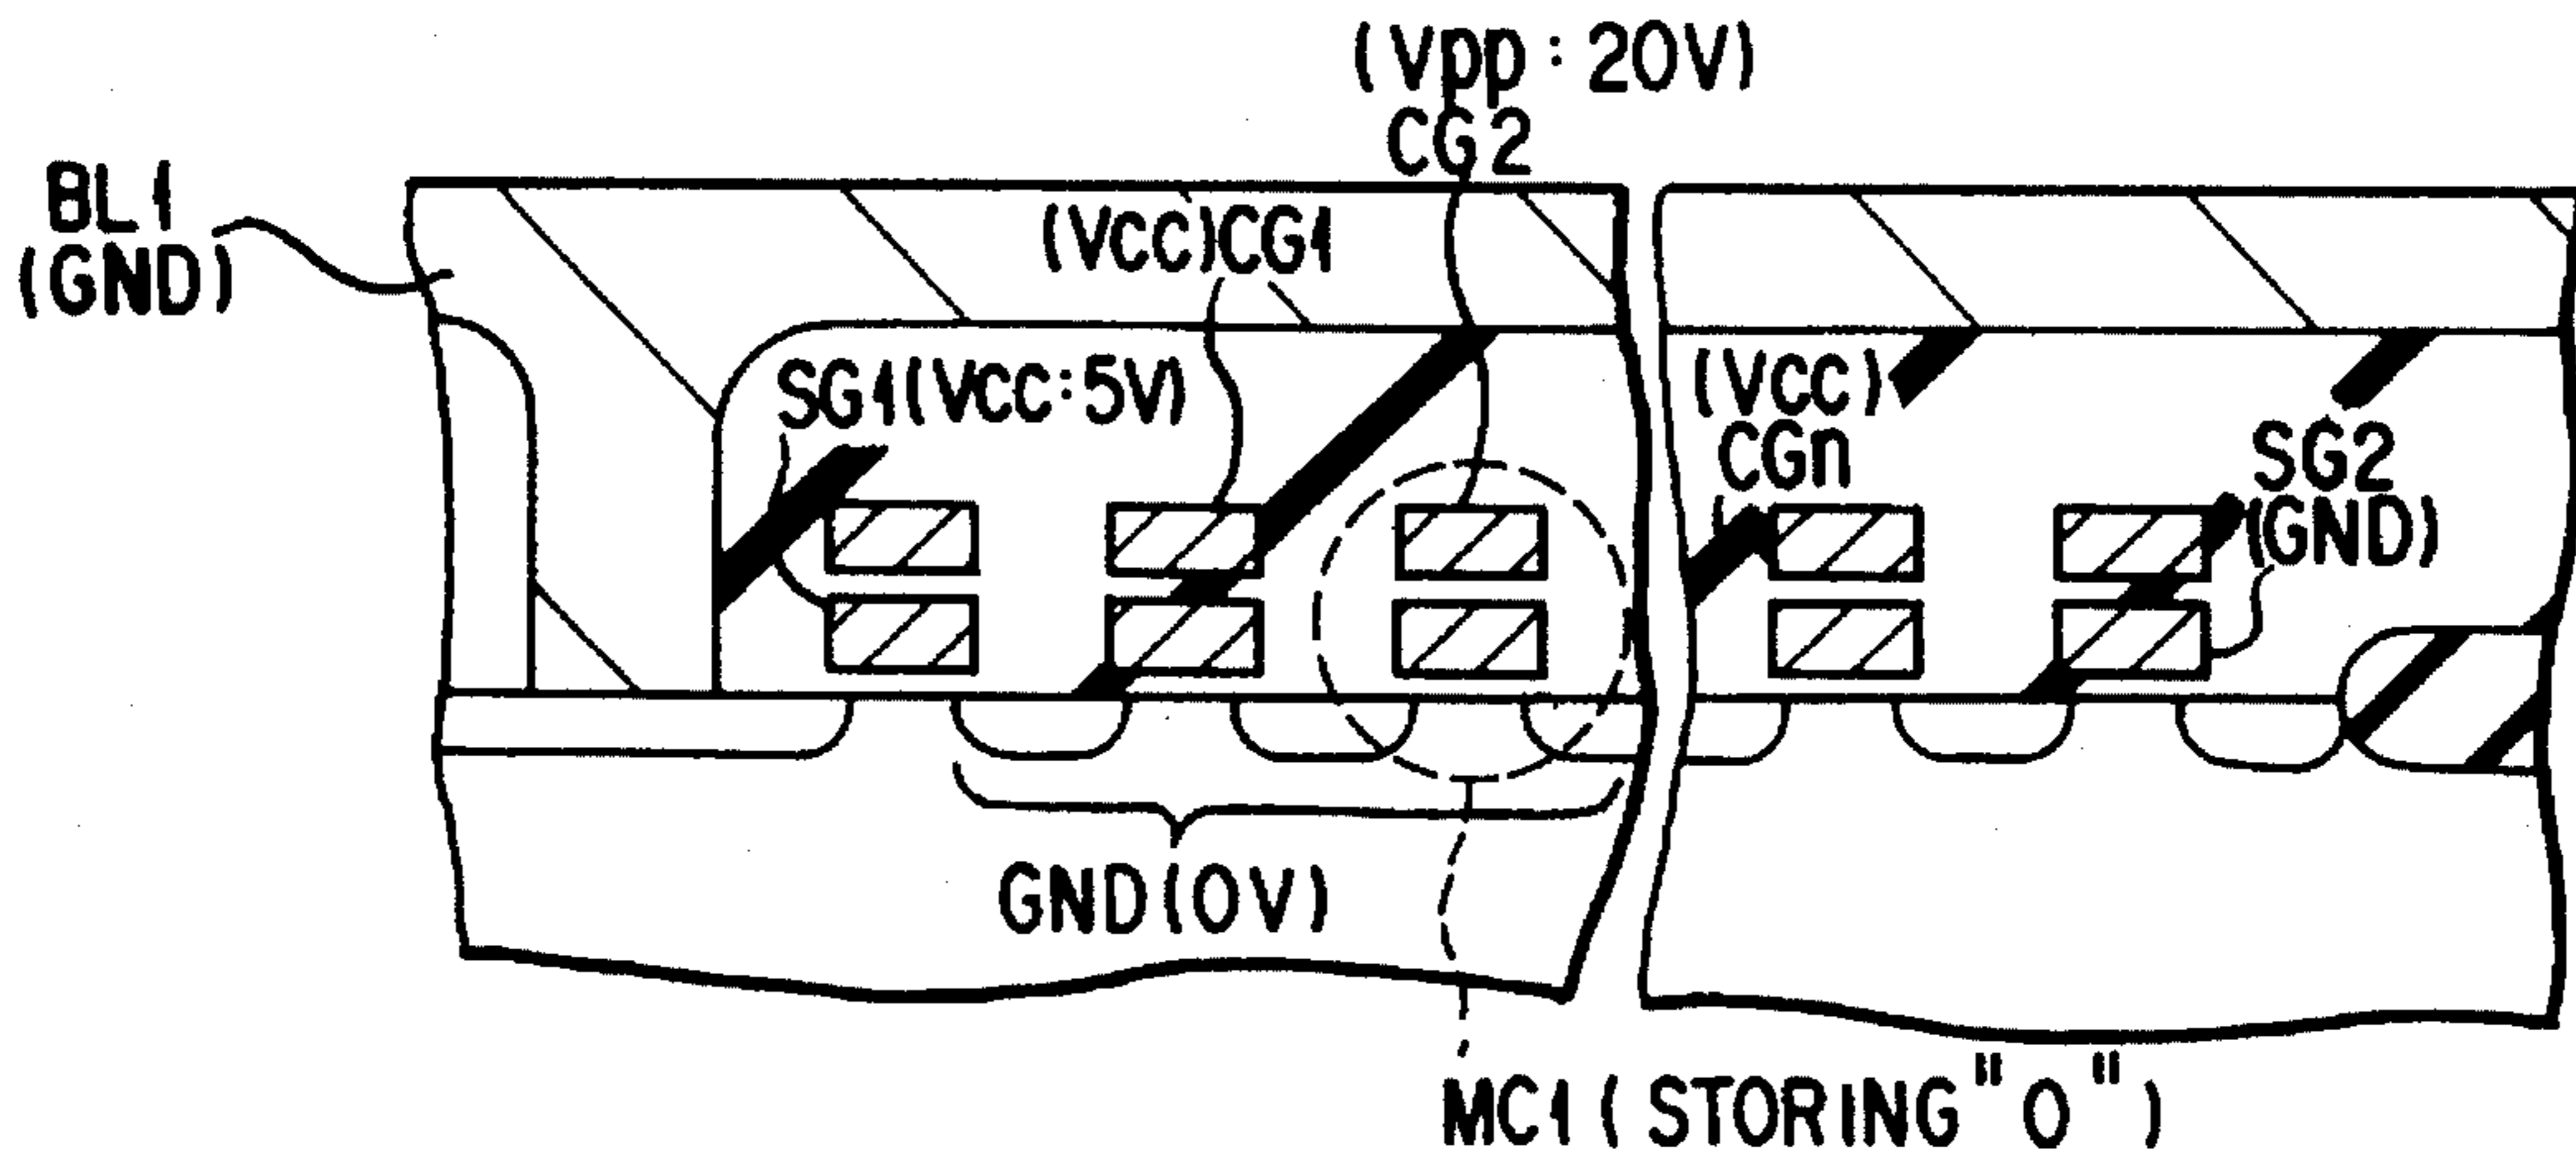 (Vpp : 20V)
CG2
BL1
(GND)
(VCC)CG1
SG1(VCC:5V)
(VCC)
CGn
SG2
(GND)
GND(0V)
MC1 ( STORING "0" )